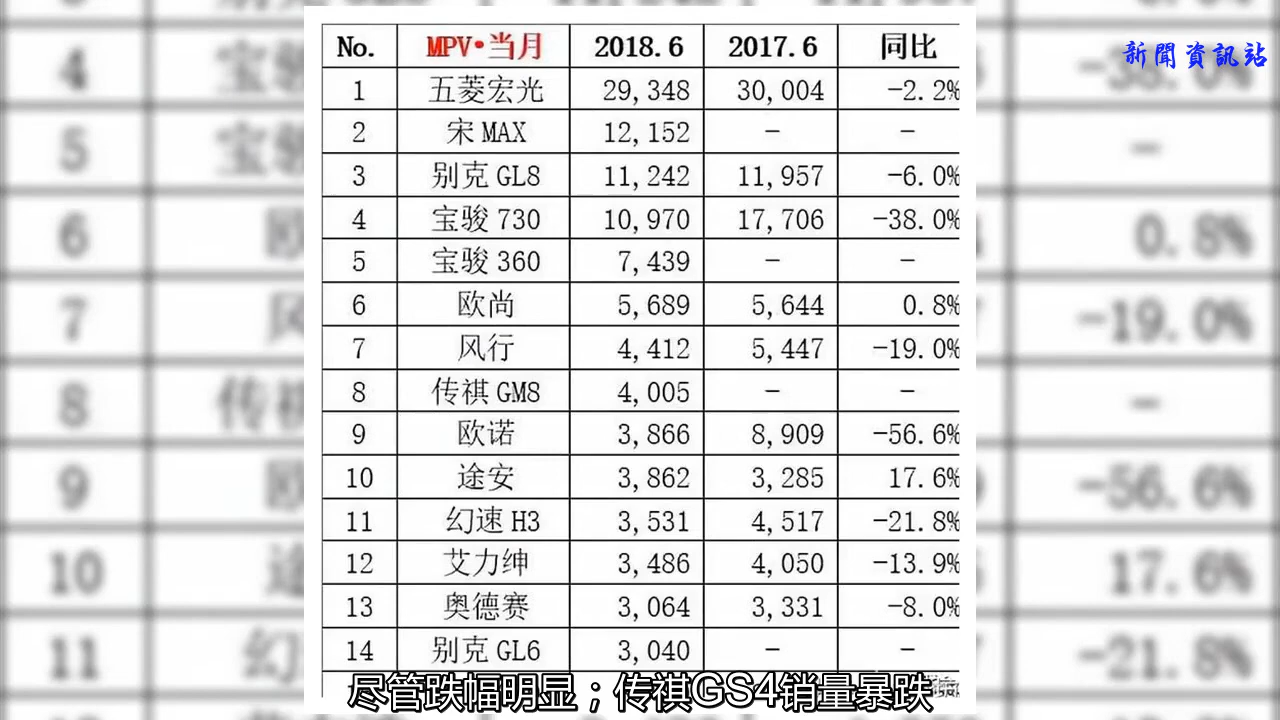 No. MPV•当月 2018.6 2017.6 同比
新聞資訊站
1 五菱宏光 29,348 30,004 -2.2%
2 宋MAX 12,152 - -
3 别克GL8 11,242 11,957 -6.0%
4 宝骏730 10,970 17,706 -38.0%
5 宝骏360 7,439 - -
6 欧尚 5,689 5,644 0.8%
7 风行 4,412 5,447 -19.0%
8 传祺GM8 4,005 - -
9 欧诺 3,866 8,909 -56.6%
10 途安 3,862 3,285 17.6%
11 幻速H3 3,531 4,517 -21.8%
12 艾力绅 3,486 4,050 -13.9%
13 奥德赛 3,064 3,331 -8.0%
14 别克GL6 3,040 - -
尽管跌幅明显；传祺GS4销量暴跌